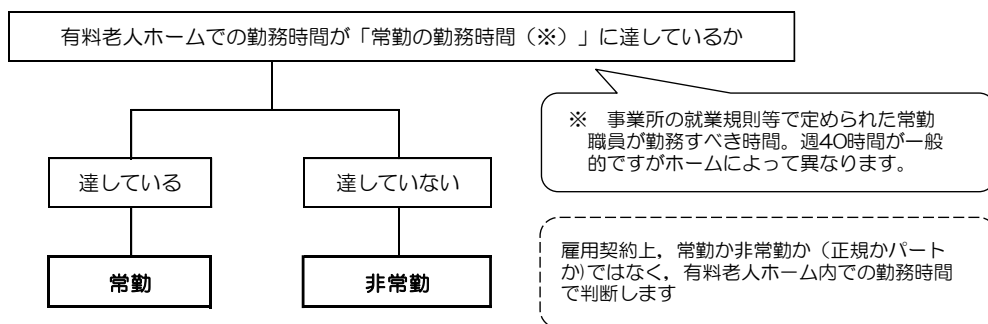 有料老人ホームでの勤務時間が「常勤の勤務時間（※）」に達しているか
※　事業所の就業規則等で定められた常勤
職員が勤務すべき時間。週40時間が一般
的ですがホームによって異なります。
達している
達していない
常勤
非常勤
雇用契約上，常勤か非常勤か（正規かパート
か)ではなく，有料老人ホーム内での勤務時間
で判断します